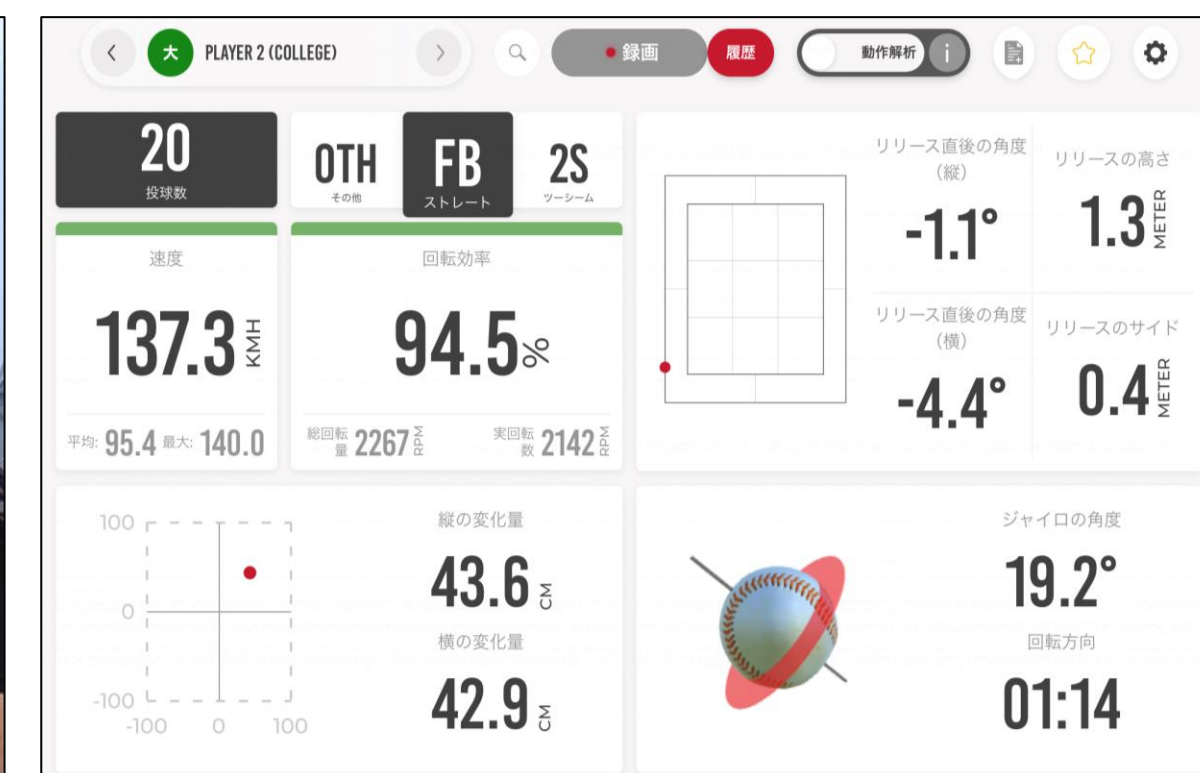 大 PLAYER 2 (COLLEGE) 録画 履歴 動作解析 i
20
投球数
OTH
その他
FB
ストレート
2S
ツーシーム
速度
137.3 KMH
平均: 95.4 最大: 140.0
回転効率
94.5%
総回転量 2267 RPM
実回転数 2142 RPM
リリース直後の角度
(縦)
-1.1°
リリースの高さ
1.3 METER
リリース直後の角度
(横)
-4.4°
リリースのサイド
0.4 METER
100
0
-100
-100 0 100
縦の変化量
43.6 CM
横の変化量
42.9 CM
ジャイロの角度
19.2°
回転方向
01:14